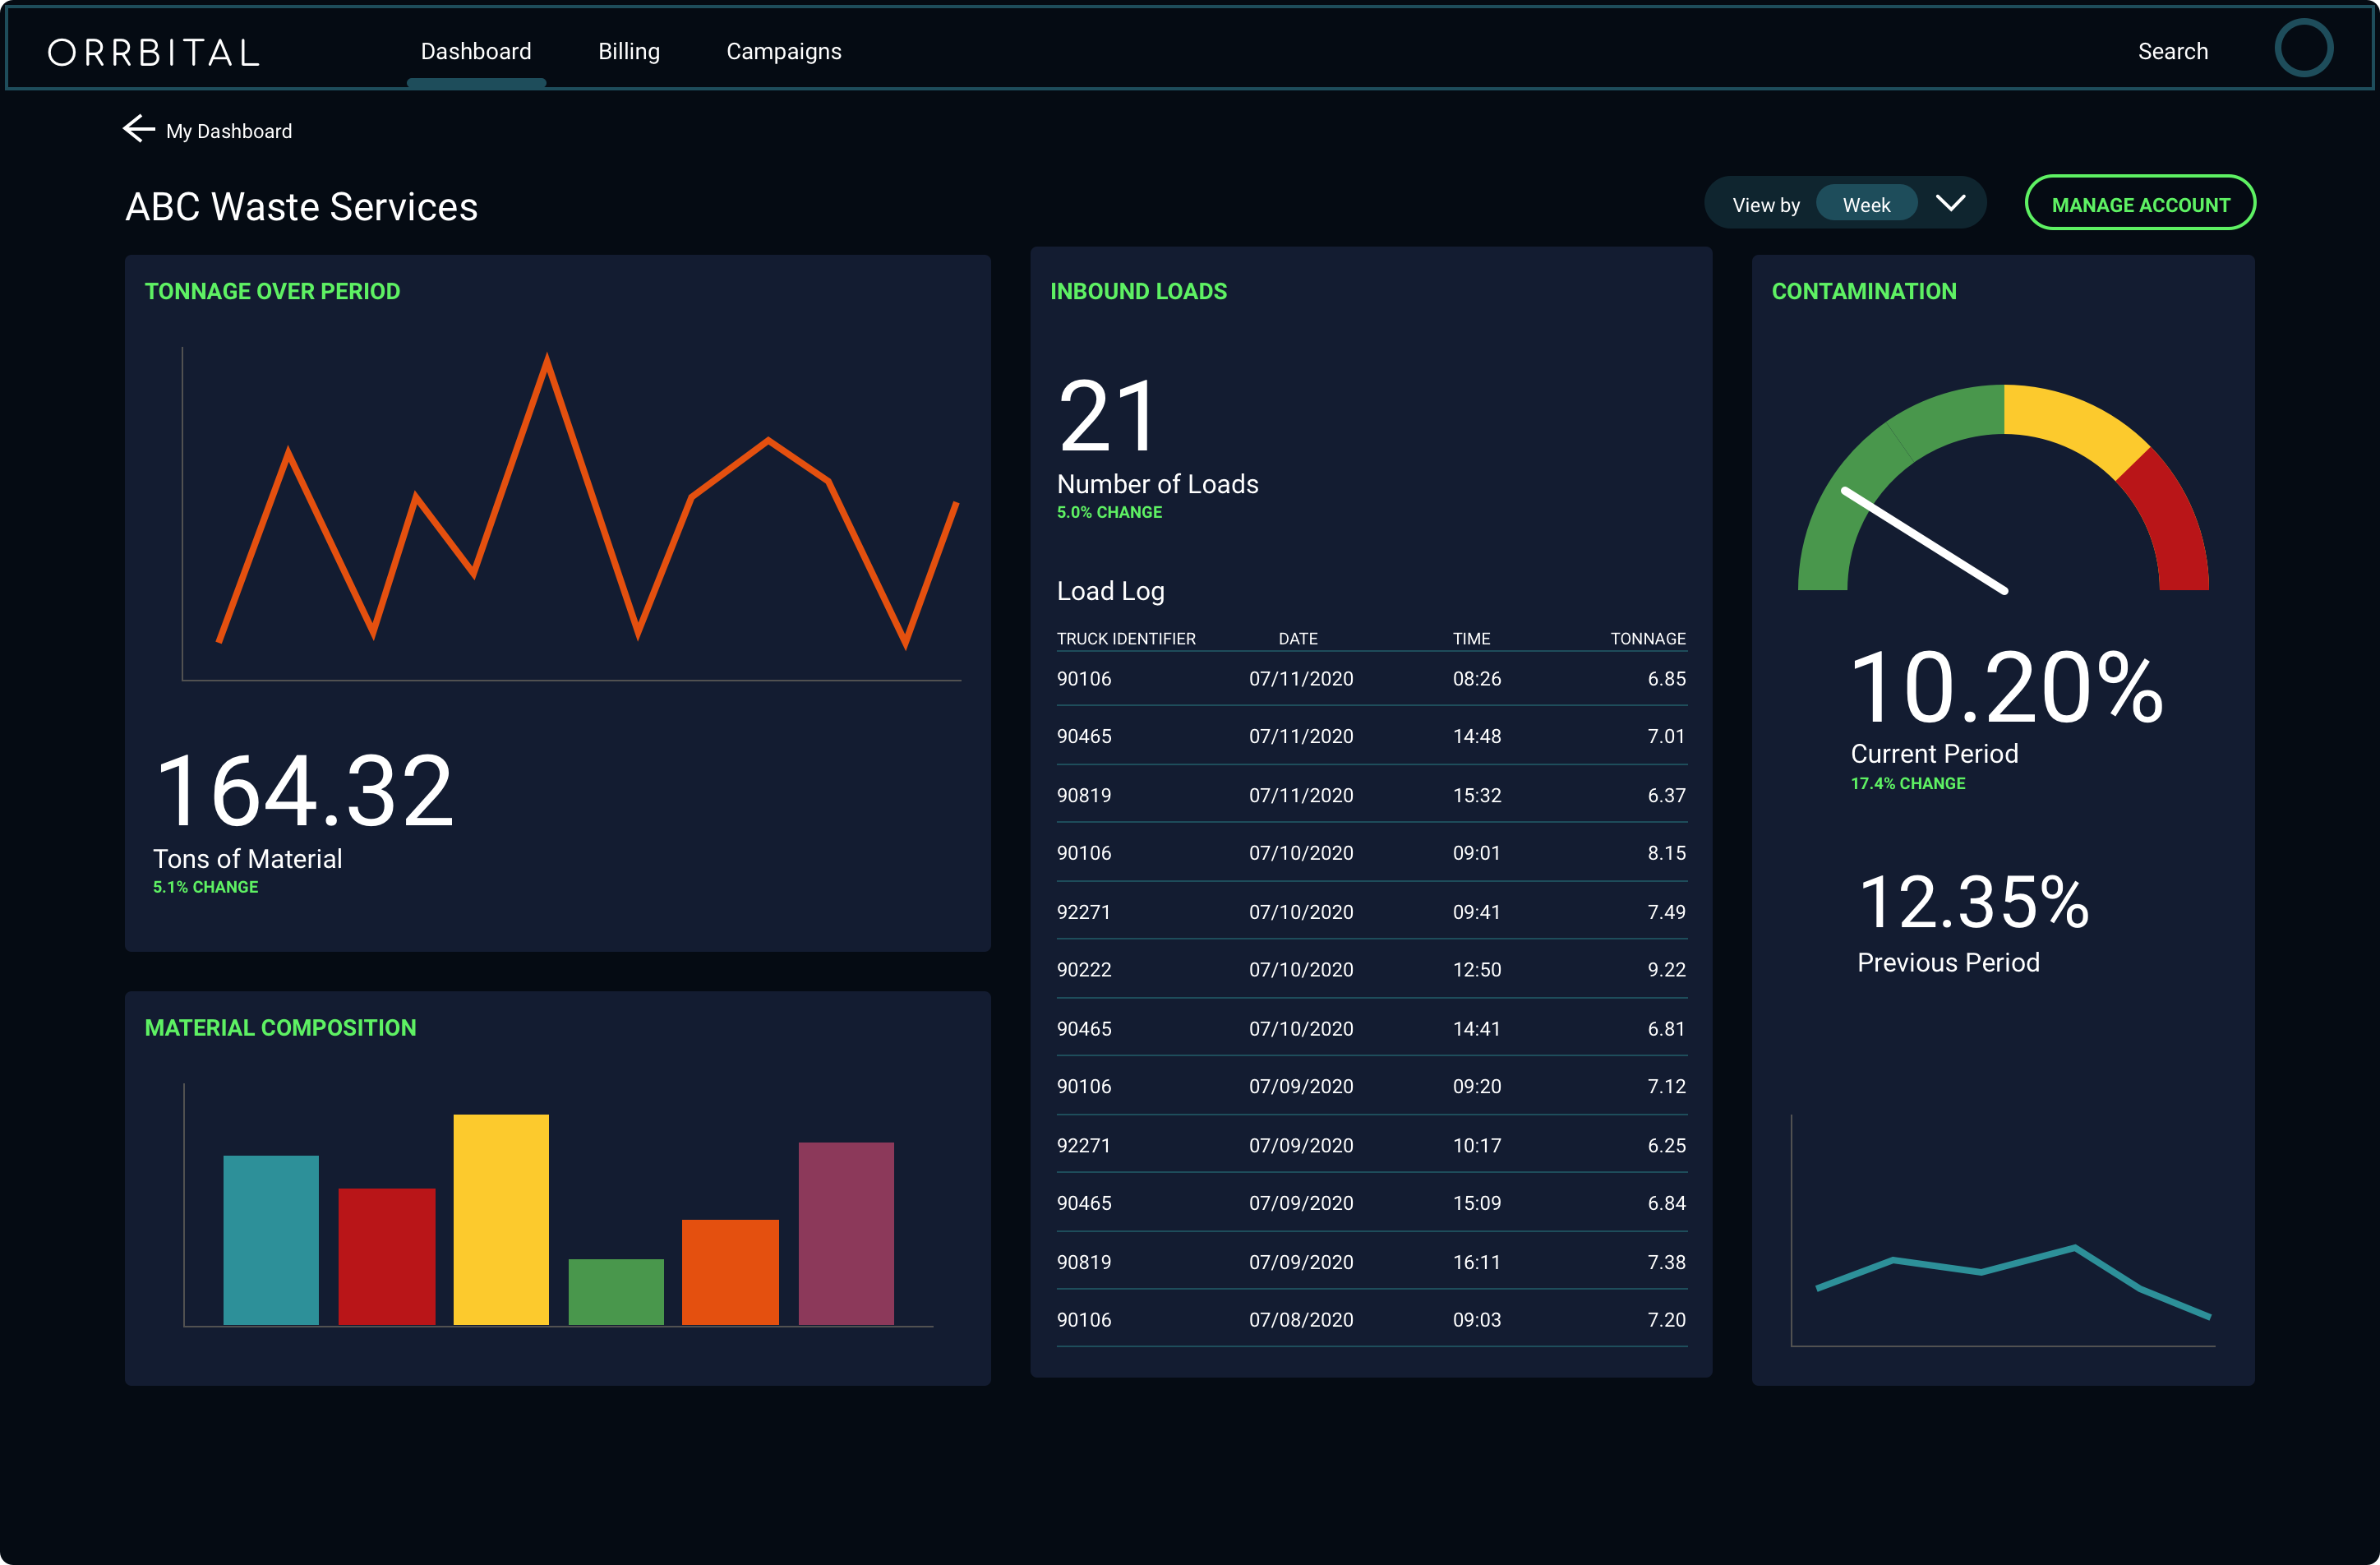 ORRBITAL Dashboard Billing Campaigns Search
My Dashboard
ABC Waste Services
View by Week MANAGE ACCOUNT
TONNAGE OVER PERIOD
164.32
Tons of Material
5.1% CHANGE
MATERIAL COMPOSITION
INBOUND LOADS
21
Number of Loads
5.0% CHANGE
Load Log
TRUCK IDENTIFIER DATE TIME TONNAGE
90106 07/11/2020 08:26 6.85
90465 07/11/2020 14:48 7.01
90819 07/11/2020 15:32 6.37
90106 07/10/2020 09:01 8.15
92271 07/10/2020 09:41 7.49
90222 07/10/2020 12:50 9.22
90465 07/10/2020 14:41 6.81
90106 07/09/2020 09:20 7.12
92271 07/09/2020 10:17 6.25
90465 07/09/2020 15:09 6.84
90819 07/09/2020 16:11 7.38
90106 07/08/2020 09:03 7.20
CONTAMINATION
10.20%
Current Period
17.4% CHANGE
12.35%
Previous Period